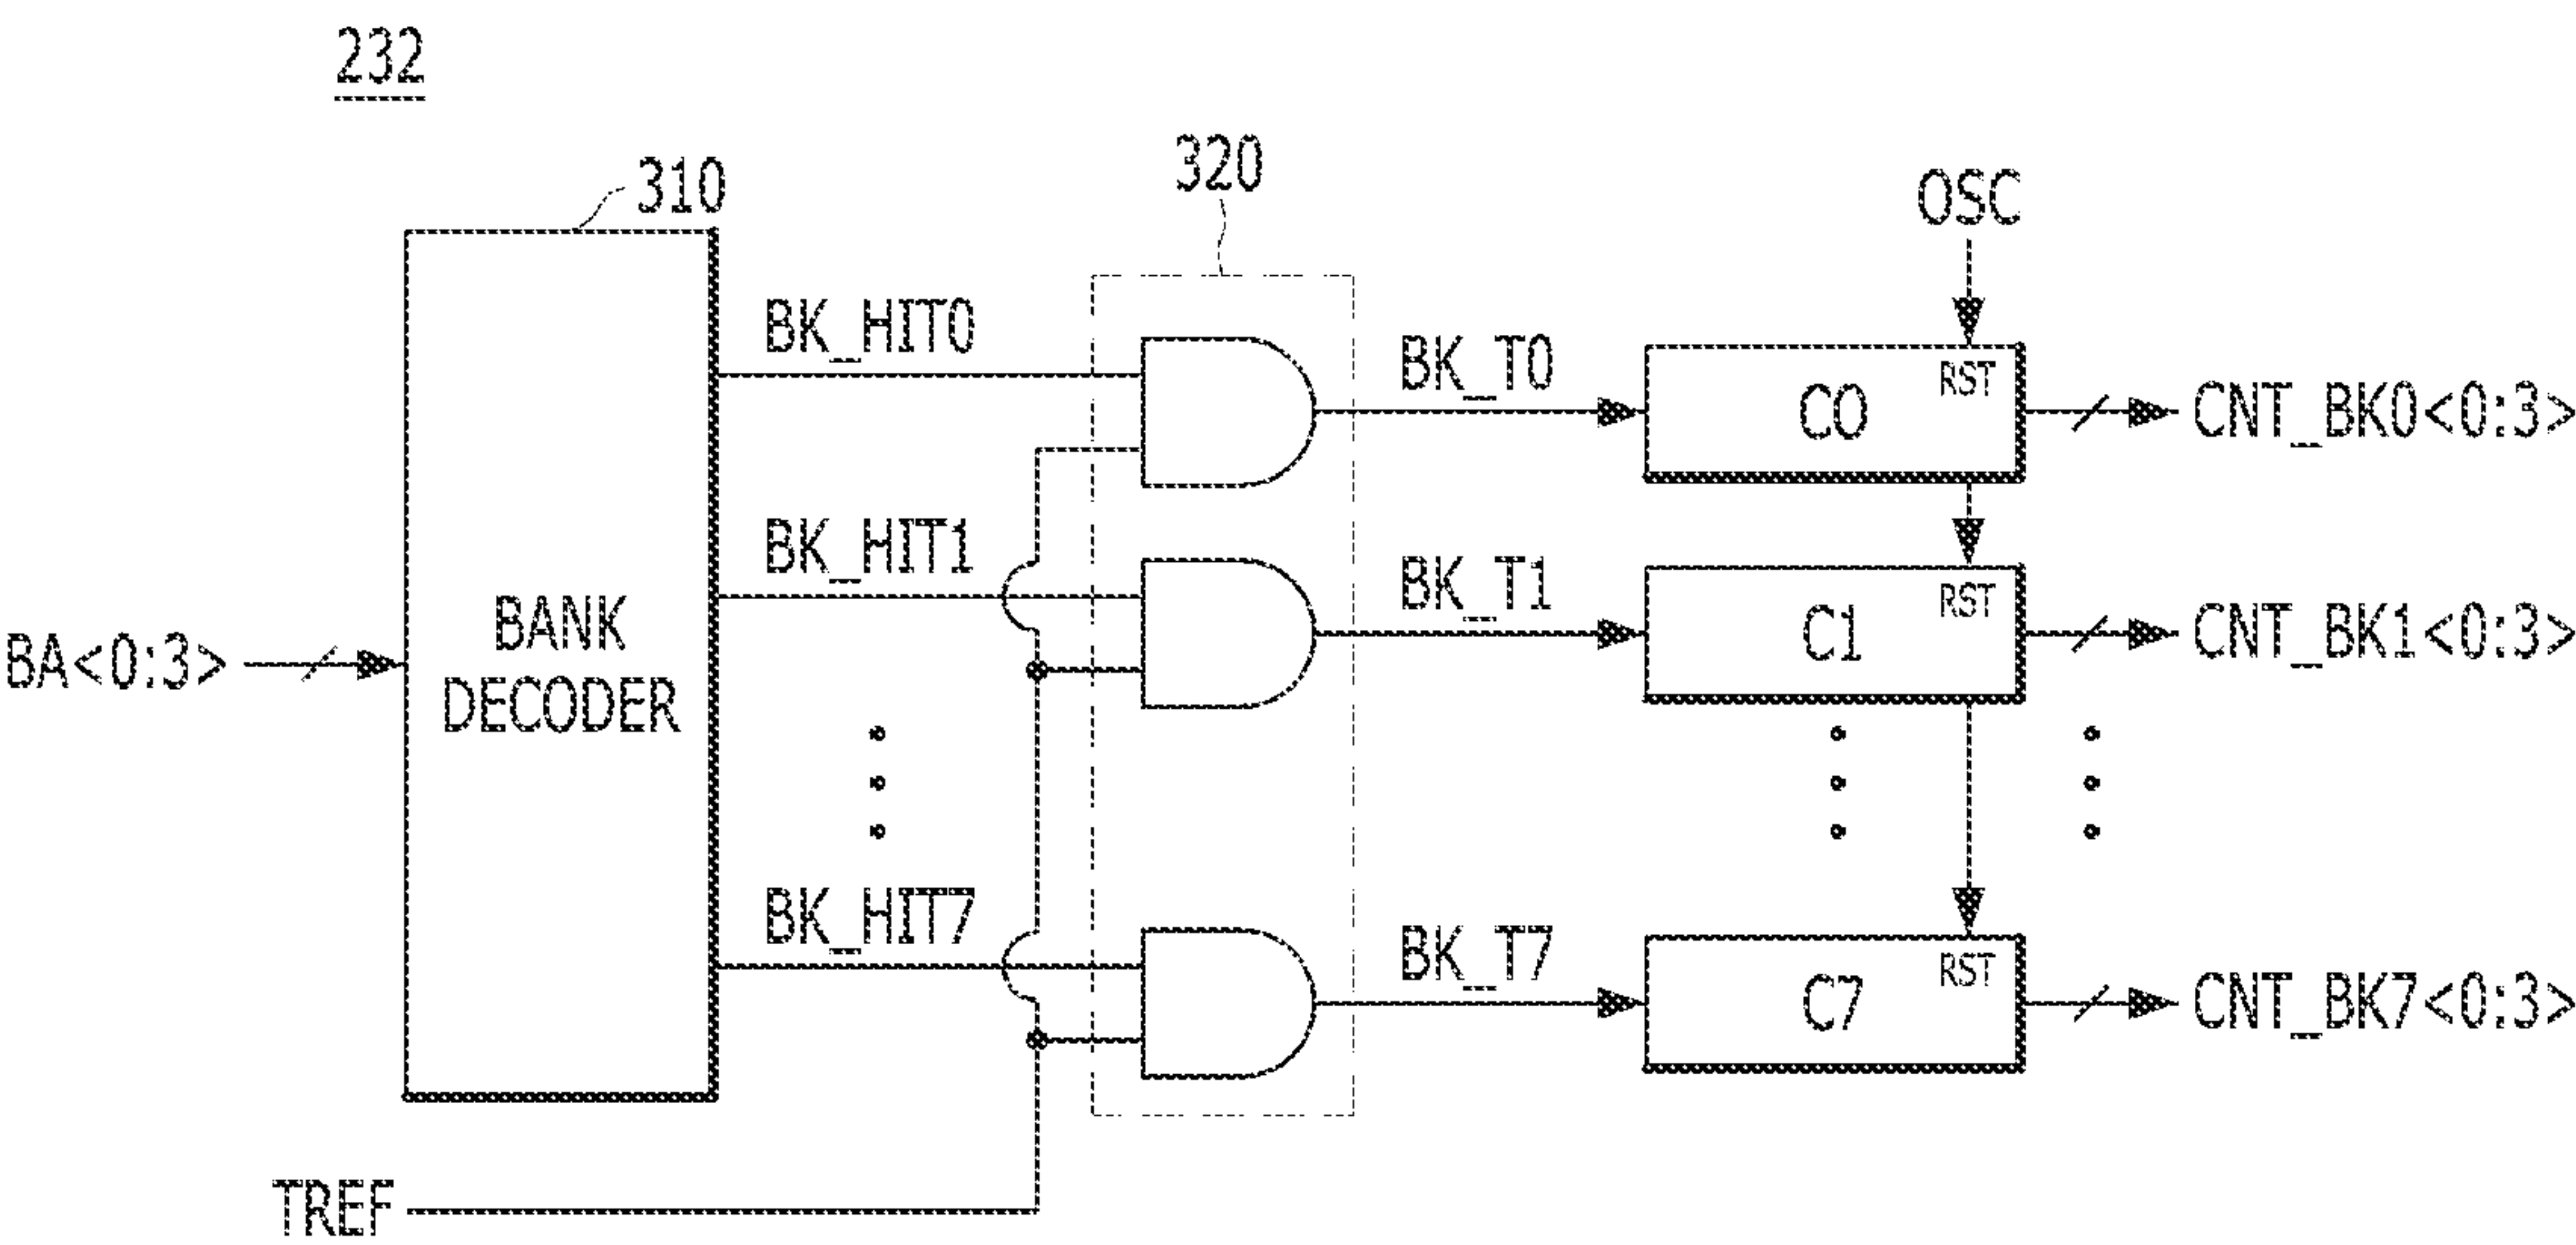 232
310
320
OSC
BK_HIT0
BK_T0
RST
C0
CNT_BK0<0:3>
BK_HIT1
BK_T1
RST
C1
CNT_BK1<0:3>
BA<0:3>
BANK
DECODER
BK_HIT7
BK_T7
RST
C7
CNT_BK7<0:3>
TREF